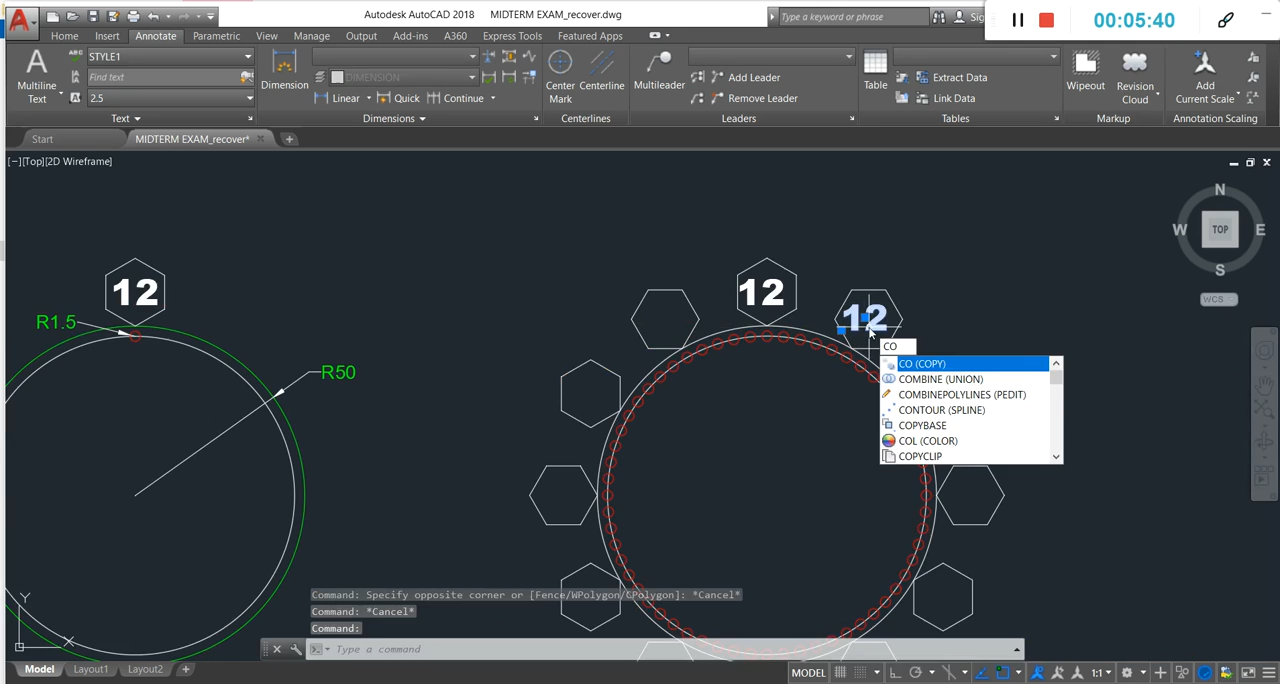 Autodesk AutoCAD 2018 MIDTERM EXAM_recover.dwg
Type a keyword or phrase
Sig
00:05:40
Home Insert Annotate Parametric View Manage Output Add-ins A360 Express Tools Featured Apps
Multiline Text
STYLE1
Find text
2.5
Text
Dimension
DIMENSION
Linear Quick Continue
Dimensions
Center Mark Centerline
Centerlines
Multileader
Add Leader
Remove Leader
Leaders
Table
Extract Data
Link Data
Tables
Wipeout Revision Cloud
Markup
Add Current Scale
Annotation Scaling
Start MIDTERM EXAM_recover*
[−][Top][2D Wireframe]
N
W TOP E
S
WCS
12
R1.5
R50
12
12
CO
CO (COPY)
COMBINE (UNION)
COMBINEPOLYLINES (PEDIT)
CONTOUR (SPLINE)
COPYBASE
COL (COLOR)
COPYCLIP
Y
X
Command: Specify opposite corner or [Fence/WPolygon/CPolygon]: *Cancel*
Command: *Cancel*
Command:
Type a command
Model Layout1 Layout2
MODEL
1:1